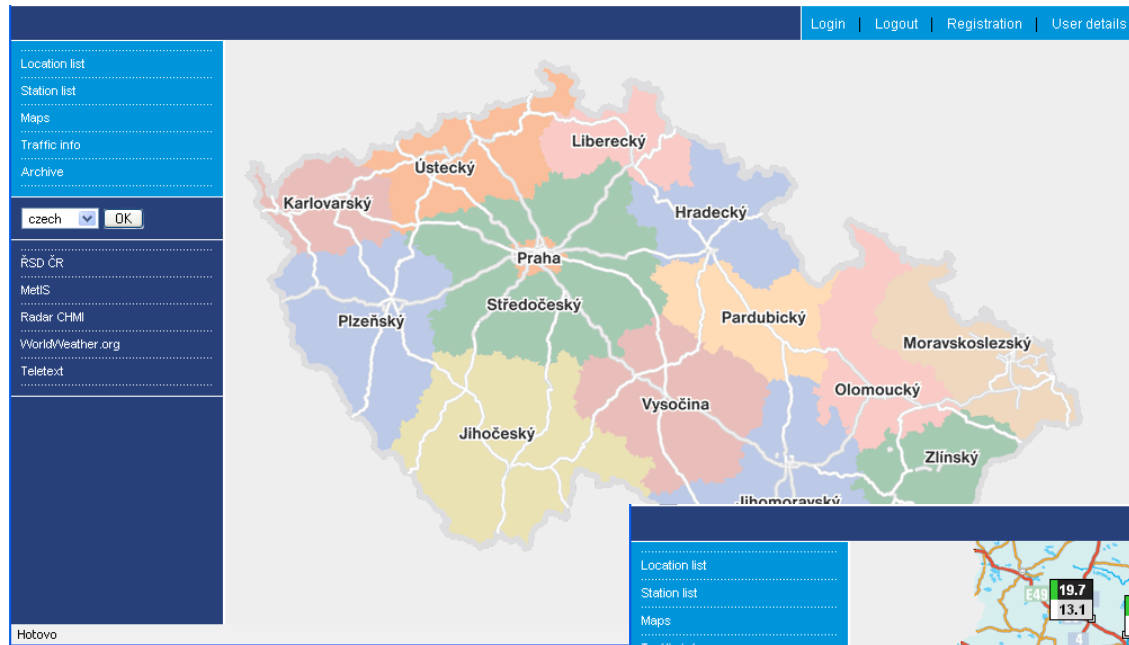 Login | Logout | Registration | User details
Location list
Station list
Maps
Traffic info
Archive
czech OK
ŘSD ČR
MetIS
Radar CHMI
WorldWeather.org
Teletext
Liberecký
Ústecký
Karlovarský
Hradecký
Praha
Středočeský
Plzeňský
Pardubický
Moravskoslezský
Olomoucký
Vysočina
Jihočeský
Zlínský
Jihomoravský
Hotovo
Location list
Station list
Maps
E49
19.7
13.1
4